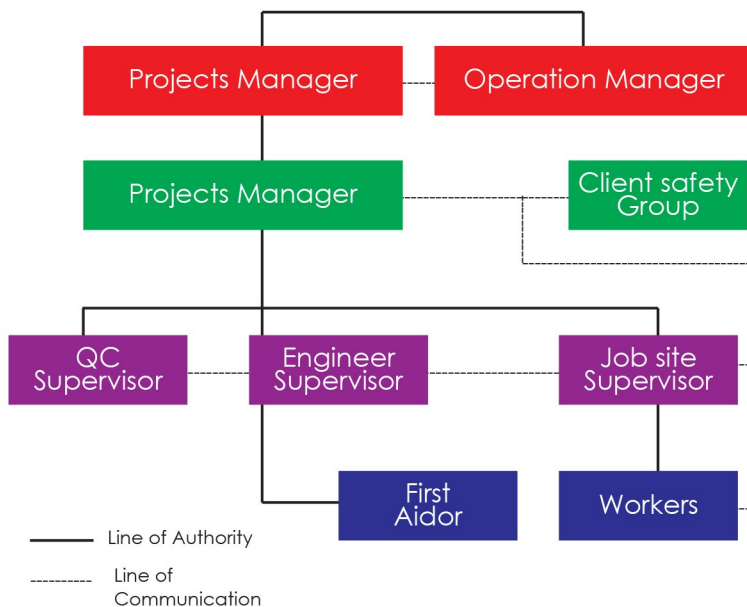 Projects Manager
Operation Manager
Projects Manager
Client safety
Group
QC
Supervisor
Engineer
Supervisor
Job site
Supervisor
First
Aidor
Workers
Line of Authority
Line of
Communication